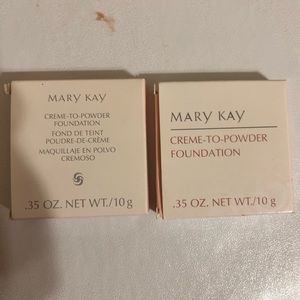 MARY KAY
CREME-TO-POWDER
FOUNDATION
FOND DE TEINT
POUDRE-DE-CRÈME
MAQUILLAJE EN POLVO
CREMOSO
.35 OZ. NET WT./10 g
MARY KAY
CREME-TO-POWDER
FOUNDATION
.35 OZ. NET WT./10 g